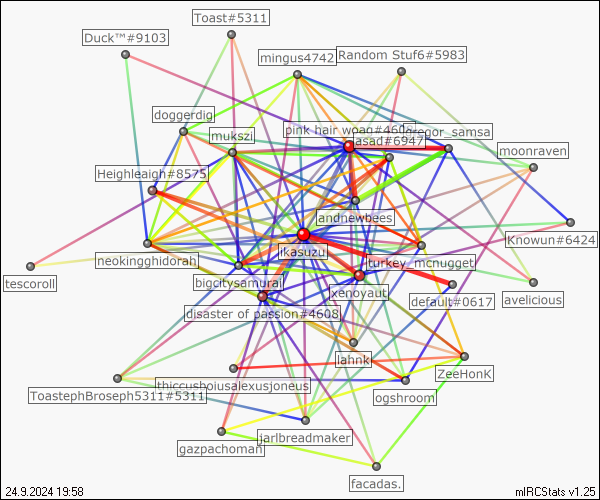 Toast#5311
Duck™#9103
mingus4742
Random Stuf6#5983
doggerdig
mukszi
pink hair woag#460
gregor_samsa
asad#6947
moonraven
Heighleaigh#8575
andnewbees
Knowun#6424
neokingghidorah
ikasuzu
turkey_mcnugget
tescoroll
bigcitysamurai
xenoyaut
default#0617
avelicious
disaster of passion#4608
lahnk
ZeeHonK
thiccusboiusalexusjoneus
ToastephBroseph5311#5311
ogshroom
gazpachoman
jarlbreadmaker
facadas.
24.9.2024 19:58
mIRCStats v1.25